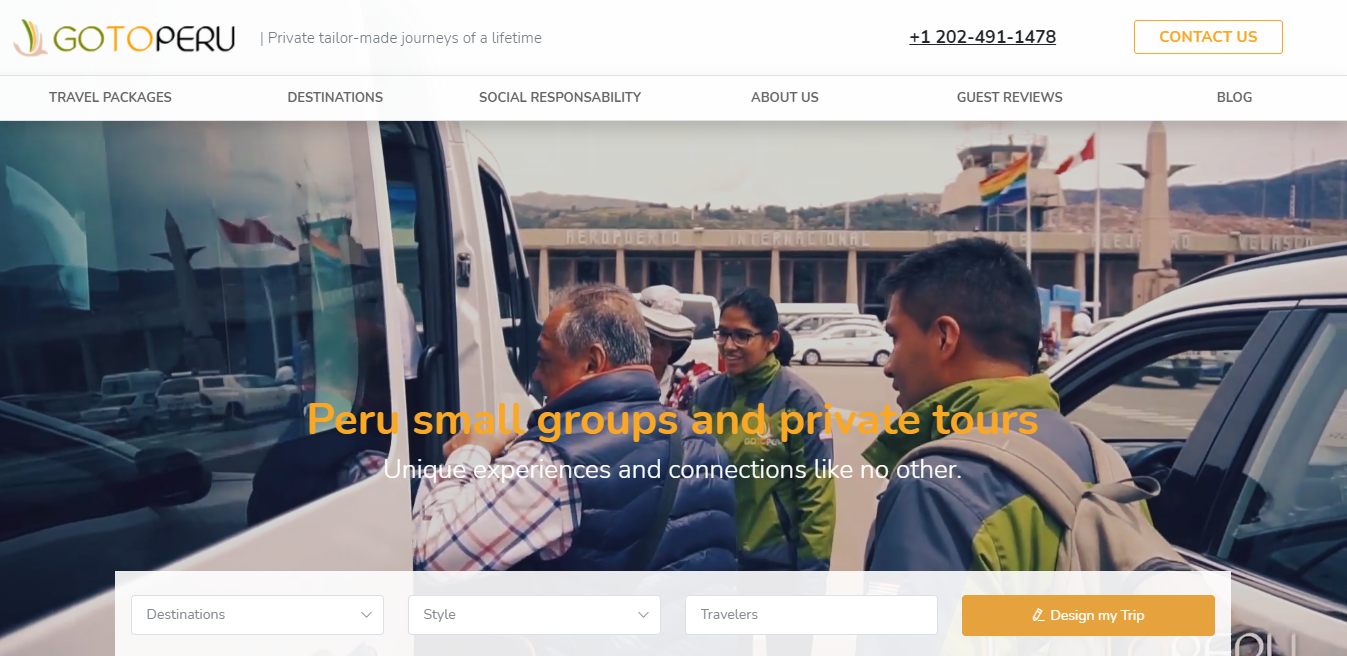 GOTOPERU | Private tailor-made journeys of a lifetime +1 202-491-1478 CONTACT US
TRAVEL PACKAGES DESTINATIONS SOCIAL RESPONSABILITY ABOUT US GUEST REVIEWS BLOG
AEROPUERTO INTERNACIONAL VELASCO
Peru small groups and private tours
GOTOPERU
Unique experiences and connections like no other.
Destinations Style Travelers Design my Trip